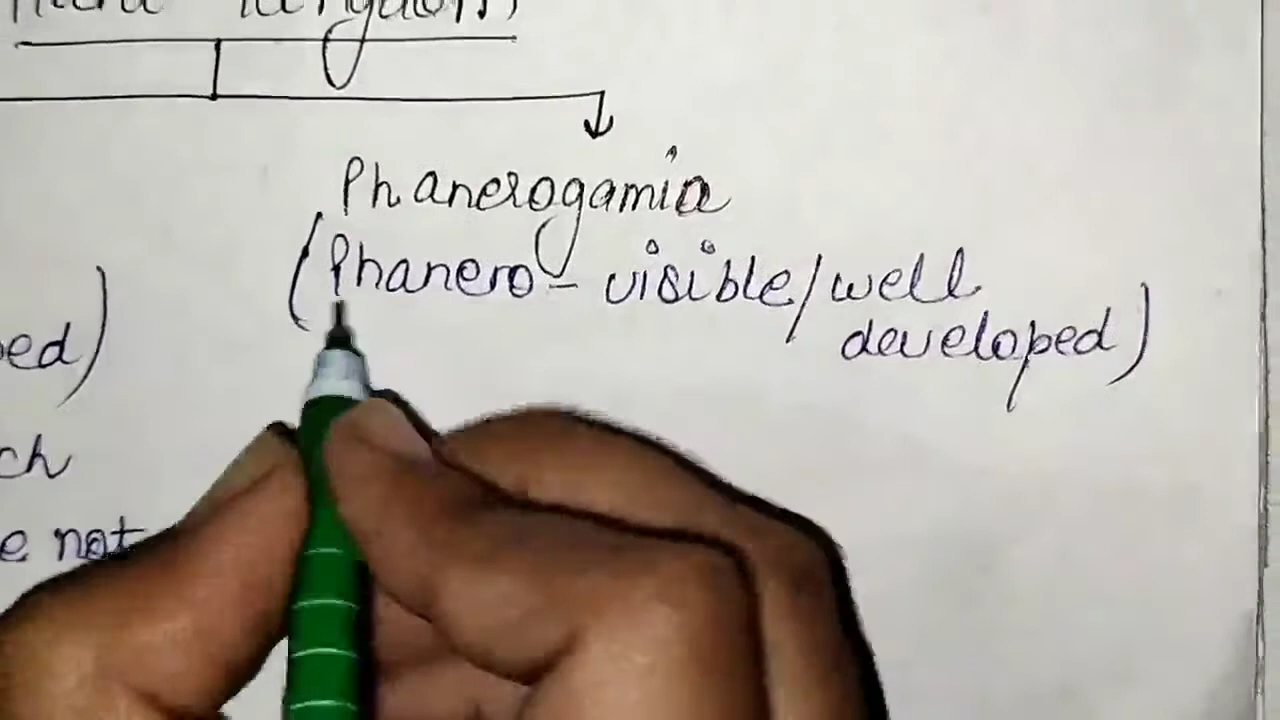 Phanerogamia
(Phanero - visible/well
developed)
ed)
ch
e not